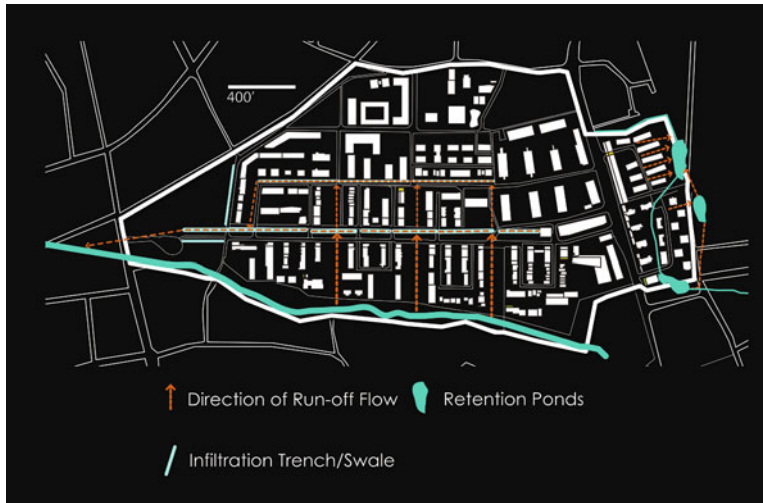 400'
Direction of Run-off Flow
Retention Ponds
Infiltration Trench/Swale